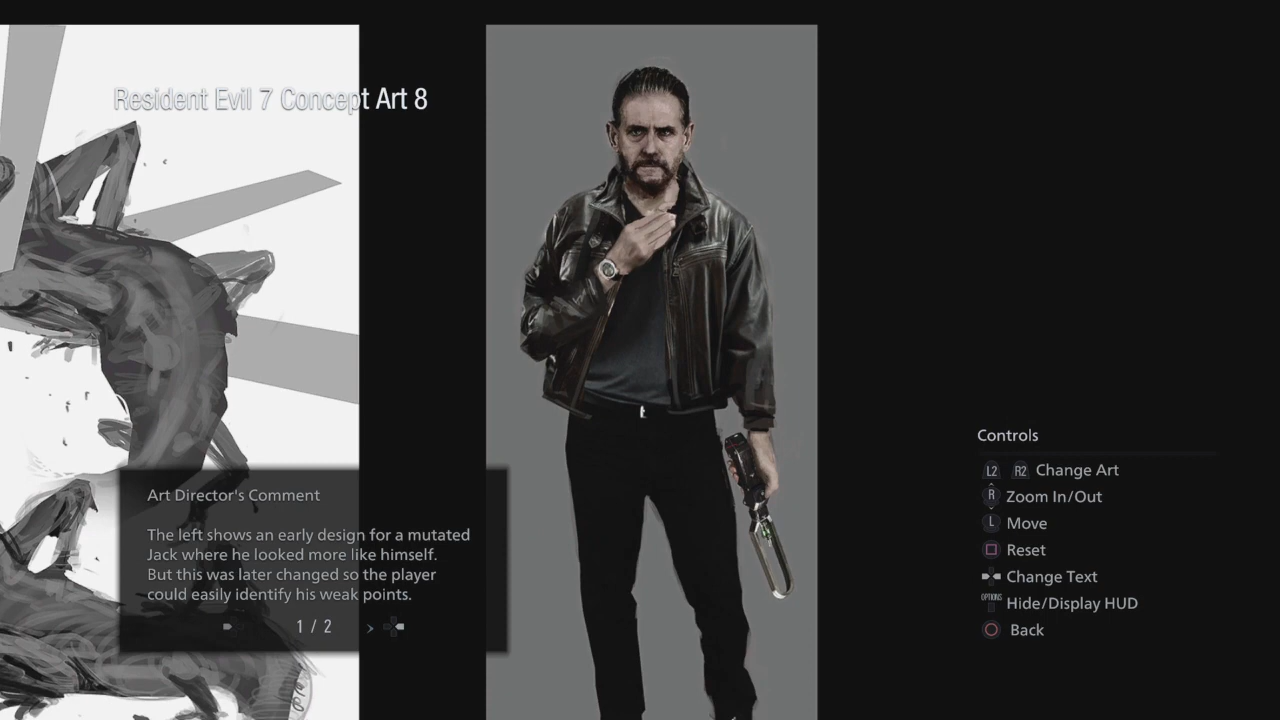 Resident Evil 7 Concept Art 8
Art Director's Comment
The left shows an early design for a mutated
Jack where he looked more like himself.
But this was later changed so the player
could easily identify his weak points.
1 / 2
Controls
L2 R2 Change Art
R Zoom In/Out
L Move
Reset
Change Text
OPTIONS Hide/Display HUD
Back